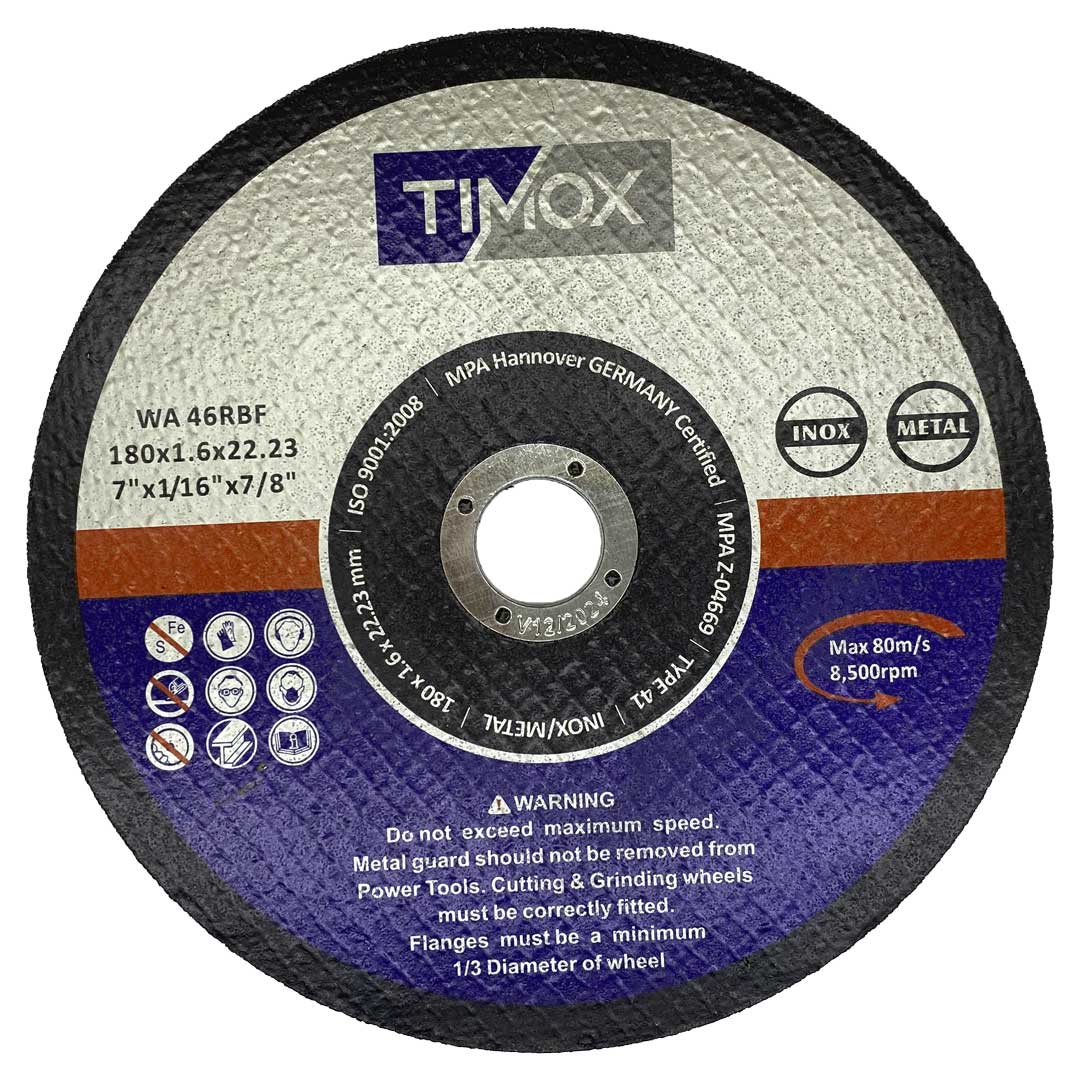 TIMOX
WA 46RBF
180x1.6x22.23
7"x1/16"x7/8"
INOX
METAL
ISO 9001:2008 | MPA Hannover GERMANY Certified | MPA Z-04669 | TYPE 41 | INOX/METAL | 180 x 1.6 x 22.23 mm |
Fe
S
Max 80m/s
8,500rpm
WARNING
Do not exceed maximum speed.
Metal guard should not be removed from
Power Tools. Cutting & Grinding wheels
must be correctly fitted.
Flanges must be a minimum
1/3 Diameter of wheel